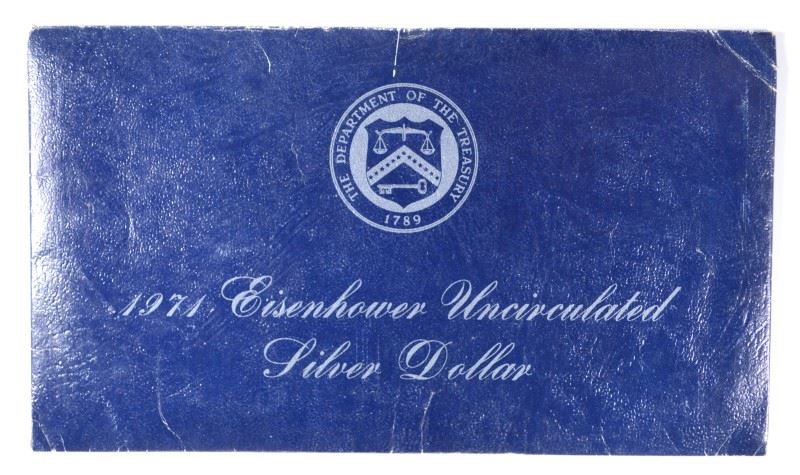 THE DEPARTMENT OF THE TREASURY
1789
1971 Eisenhower Uncirculated
Silver Dollar